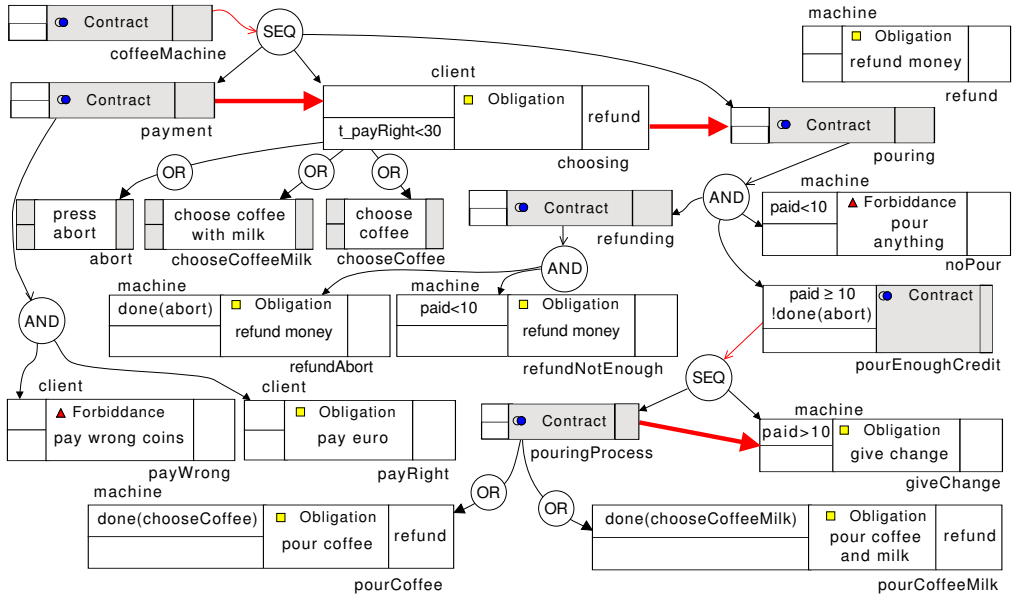 Contract
coffeeMachine
SEQ
machine
Obligation
refund money
refund
Contract
payment
client
Obligation
refund
t_payRight<30
choosing
Contract
pouring
OR
OR
OR
press
abort
abort
choose coffee
with milk
chooseCoffeeMilk
choose
coffee
chooseCoffee
Contract
refunding
AND
machine
paid<10
Forbiddance
pour
anything
noPour
AND
machine
done(abort)
Obligation
refund money
refundAbort
machine
paid<10
Obligation
refund money
refundNotEnough
paid ≥ 10
!done(abort)
Contract
pourEnoughCredit
AND
SEQ
client
Forbiddance
pay wrong coins
payWrong
client
Obligation
pay euro
payRight
Contract
pouringProcess
machine
paid>10
Obligation
give change
giveChange
OR
OR
machine
done(chooseCoffee)
Obligation
pour coffee
refund
pourCoffee
done(chooseCoffeeMilk)
Obligation
pour coffee
and milk
refund
pourCoffeeMilk